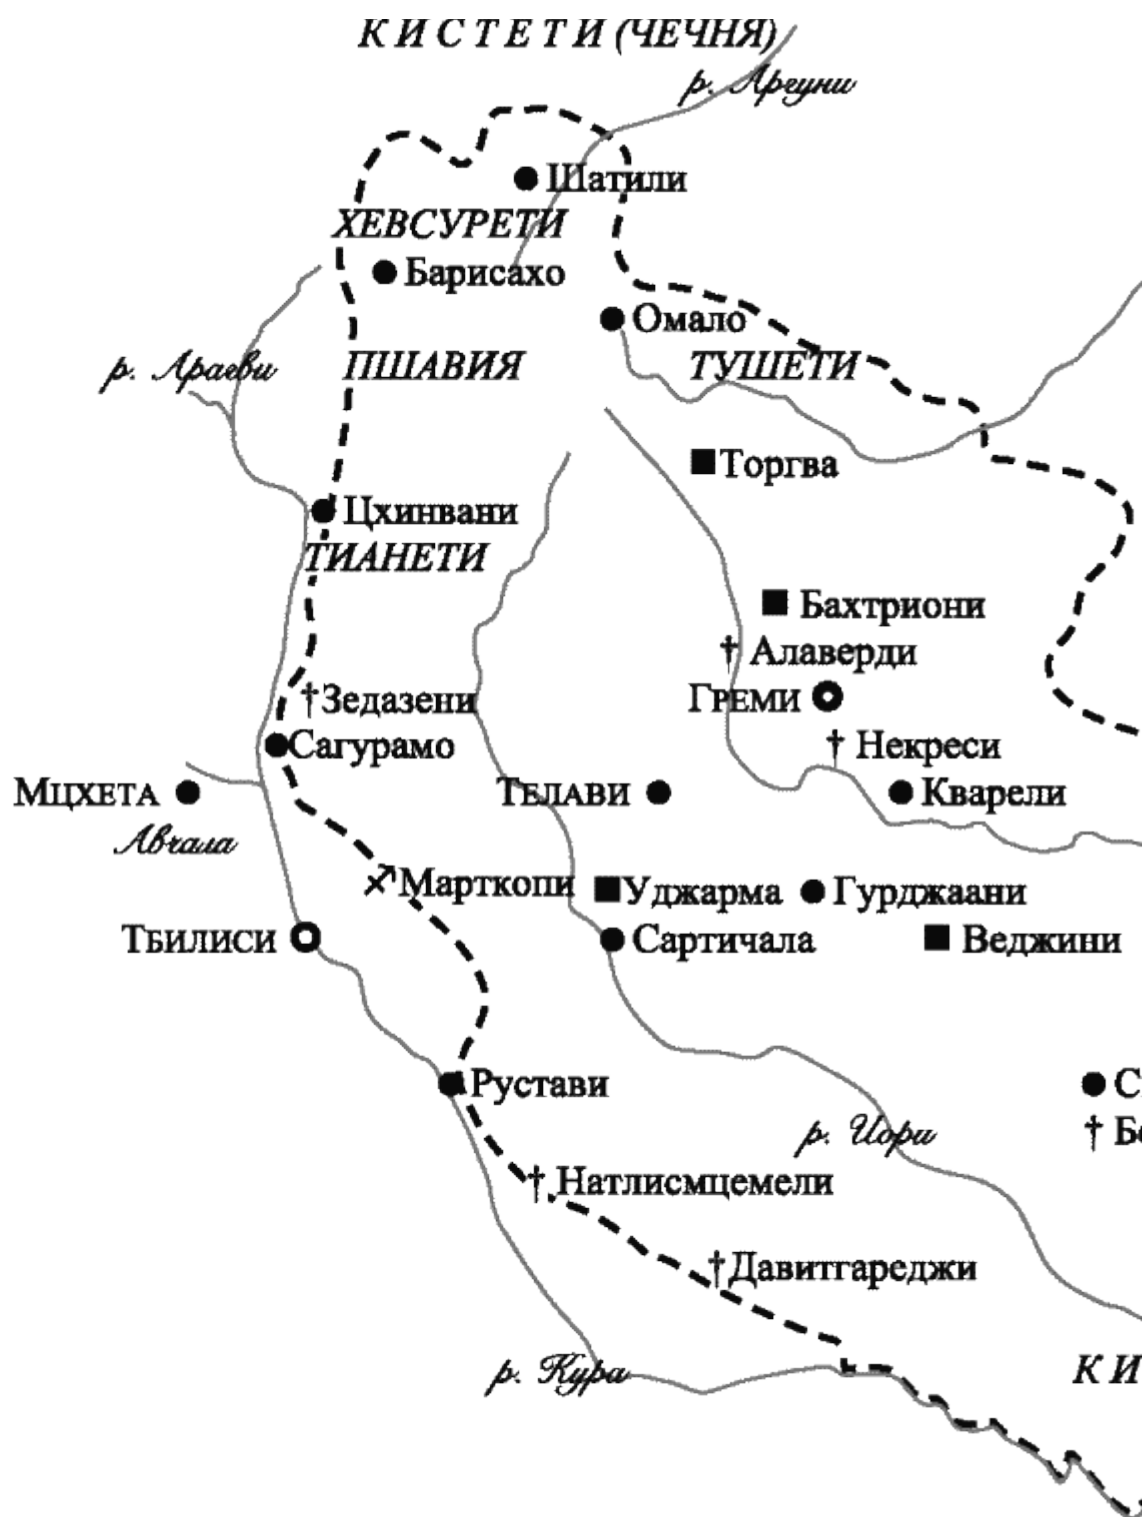 КИСТЕТИ (ЧЕЧНЯ)
р. Аргуни
Шатили
ХЕВСУРЕТИ
Барисахо
Омало
р. Арагви
ПШАВИЯ
ТУШЕТИ
Торгва
Цхинвани
ТИАНЕТИ
Бахтриони
† Алаверди
†Зедазени
ГРЕМИ
Сагурамо
† Некреси
МЦХЕТА
ТЕЛАВИ
Кварели
Авчала
Марткопи
Уджарма
Гурджаани
ТБИЛИСИ
Сартичала
Веджини
Рустави
р. Иори
† Натлисмцемели
†Давитгареджи
р. Кура